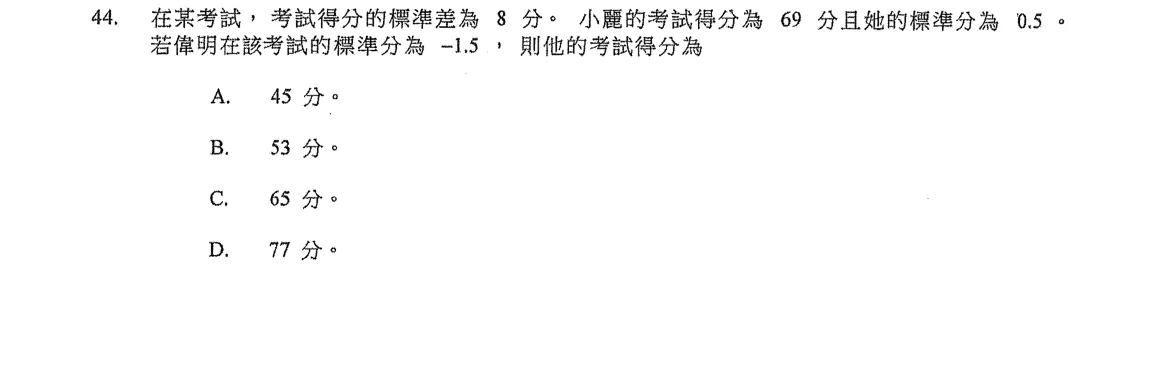 44. 在某考試，考試得分的標準差為 8 分。 小麗的考試得分為 69 分且她的標準分為 0.5 。
若偉明在該考試的標準分為 –1.5 ， 則他的考試得分為
A. 45 分。
B. 53 分。
C. 65 分。
D. 77 分。